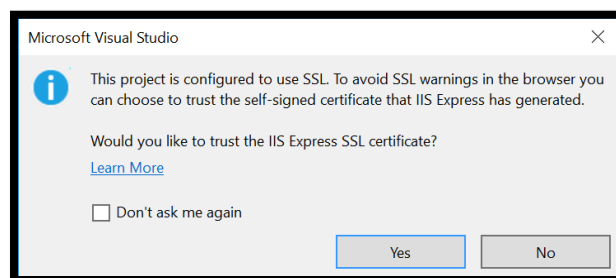 Microsoft Visual Studio
This project is configured to use SSL. To avoid SSL warnings in the browser you
can choose to trust the self-signed certificate that IIS Express has generated.
Would you like to trust the IIS Express SSL certificate?
Learn More
Don't ask me again
Yes No